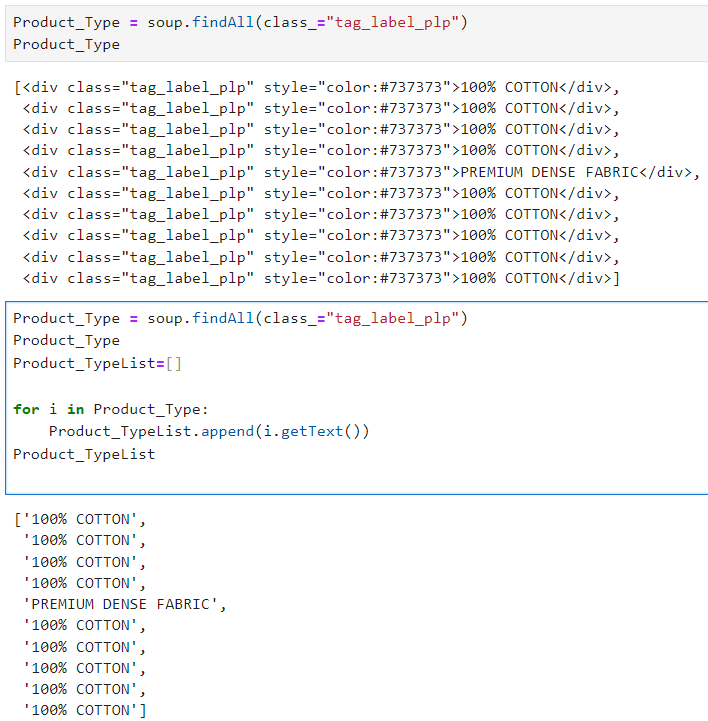 Product_Type = soup.findAll(class_="tag_label_plp")
Product_Type
[<div class="tag_label_plp" style="color:#737373">100% COTTON</div>,
 <div class="tag_label_plp" style="color:#737373">100% COTTON</div>,
 <div class="tag_label_plp" style="color:#737373">100% COTTON</div>,
 <div class="tag_label_plp" style="color:#737373">100% COTTON</div>,
 <div class="tag_label_plp" style="color:#737373">PREMIUM DENSE FABRIC</div>,
 <div class="tag_label_plp" style="color:#737373">100% COTTON</div>,
 <div class="tag_label_plp" style="color:#737373">100% COTTON</div>,
 <div class="tag_label_plp" style="color:#737373">100% COTTON</div>,
 <div class="tag_label_plp" style="color:#737373">100% COTTON</div>,
 <div class="tag_label_plp" style="color:#737373">100% COTTON</div>]
Product_Type = soup.findAll(class_="tag_label_plp")
Product_Type
Product_TypeList=[]
for i in Product_Type:
    Product_TypeList.append(i.getText())
Product_TypeList
['100% COTTON',
 '100% COTTON',
 '100% COTTON',
 '100% COTTON',
 'PREMIUM DENSE FABRIC',
 '100% COTTON',
 '100% COTTON',
 '100% COTTON',
 '100% COTTON',
 '100% COTTON']